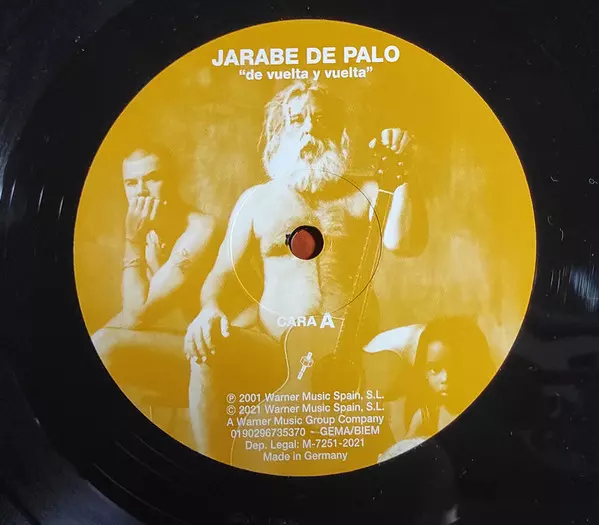 JARABE DE PALO
“de vuelta y vuelta”
CARA A
℗ 2001 Warner Music Spain, S.L.
© 2021 Warner Music Spain, S.L.
A Warner Music Group Company
0190296735370 - GEMA/BIEM
Dep. Legal: M-7251-2021
Made in Germany